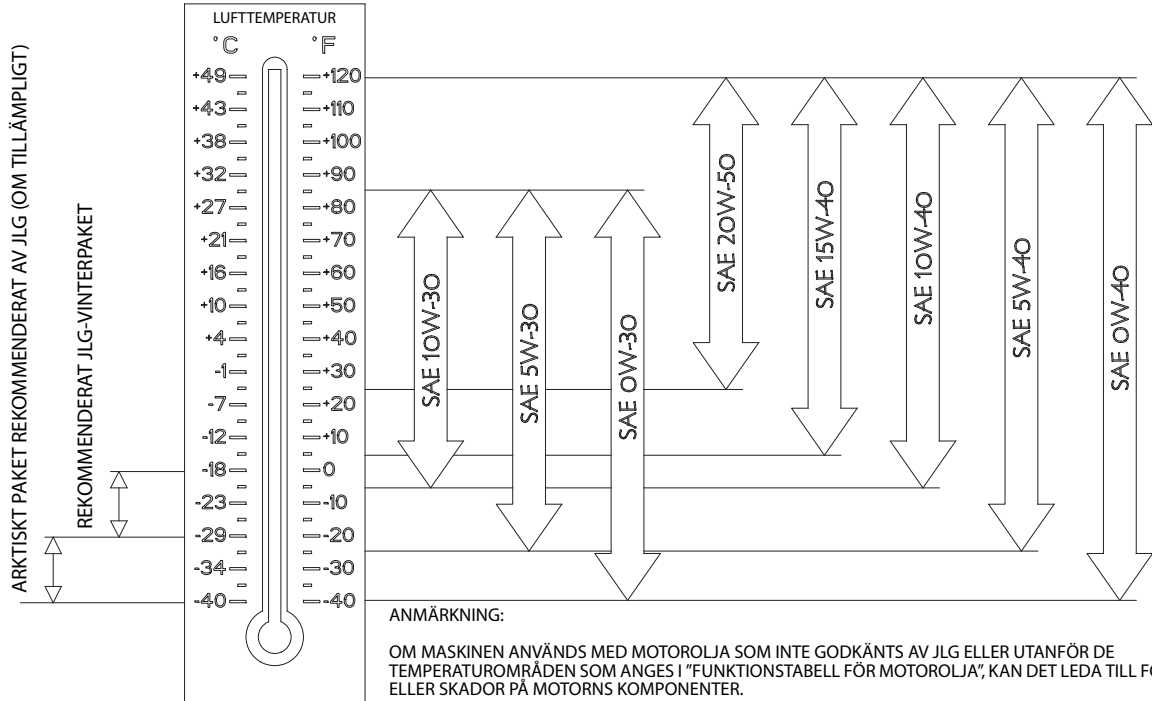 ARKTISKT PAKET REKOMMENDERAT AV JLG (OM TILLÄMPLIGT)
REKOMMENDERAT JLG-VINTERPAKET
LUFTTEMPERATUR
°C °F
+49 +120
+43 +110
+38 +100
+32 +90
+27 +80
+21 +70
+16 +60
+10 +50
+4 +40
-1 +30
-7 +20
-12 +10
-18 0
-23 -10
-29 -20
-34 -30
-40 -40
SAE 10W-30
SAE 5W-30
SAE 0W-30
SAE 20W-50
SAE 15W-40
SAE 10W-40
SAE 5W-40
SAE 0W-40
ANMÄRKNING:
OM MASKINEN ANVÄNDS MED MOTOROLJA SOM INTE GODKÄNTS AV JLG ELLER UTANFÖR DE
TEMPERATUROMRÅDEN SOM ANGES I "FUNKTIONSTABELL FÖR MOTOROLJA", KAN DET LEDA TILL
ELLER SKADOR PÅ MOTORNS KOMPONENTER.